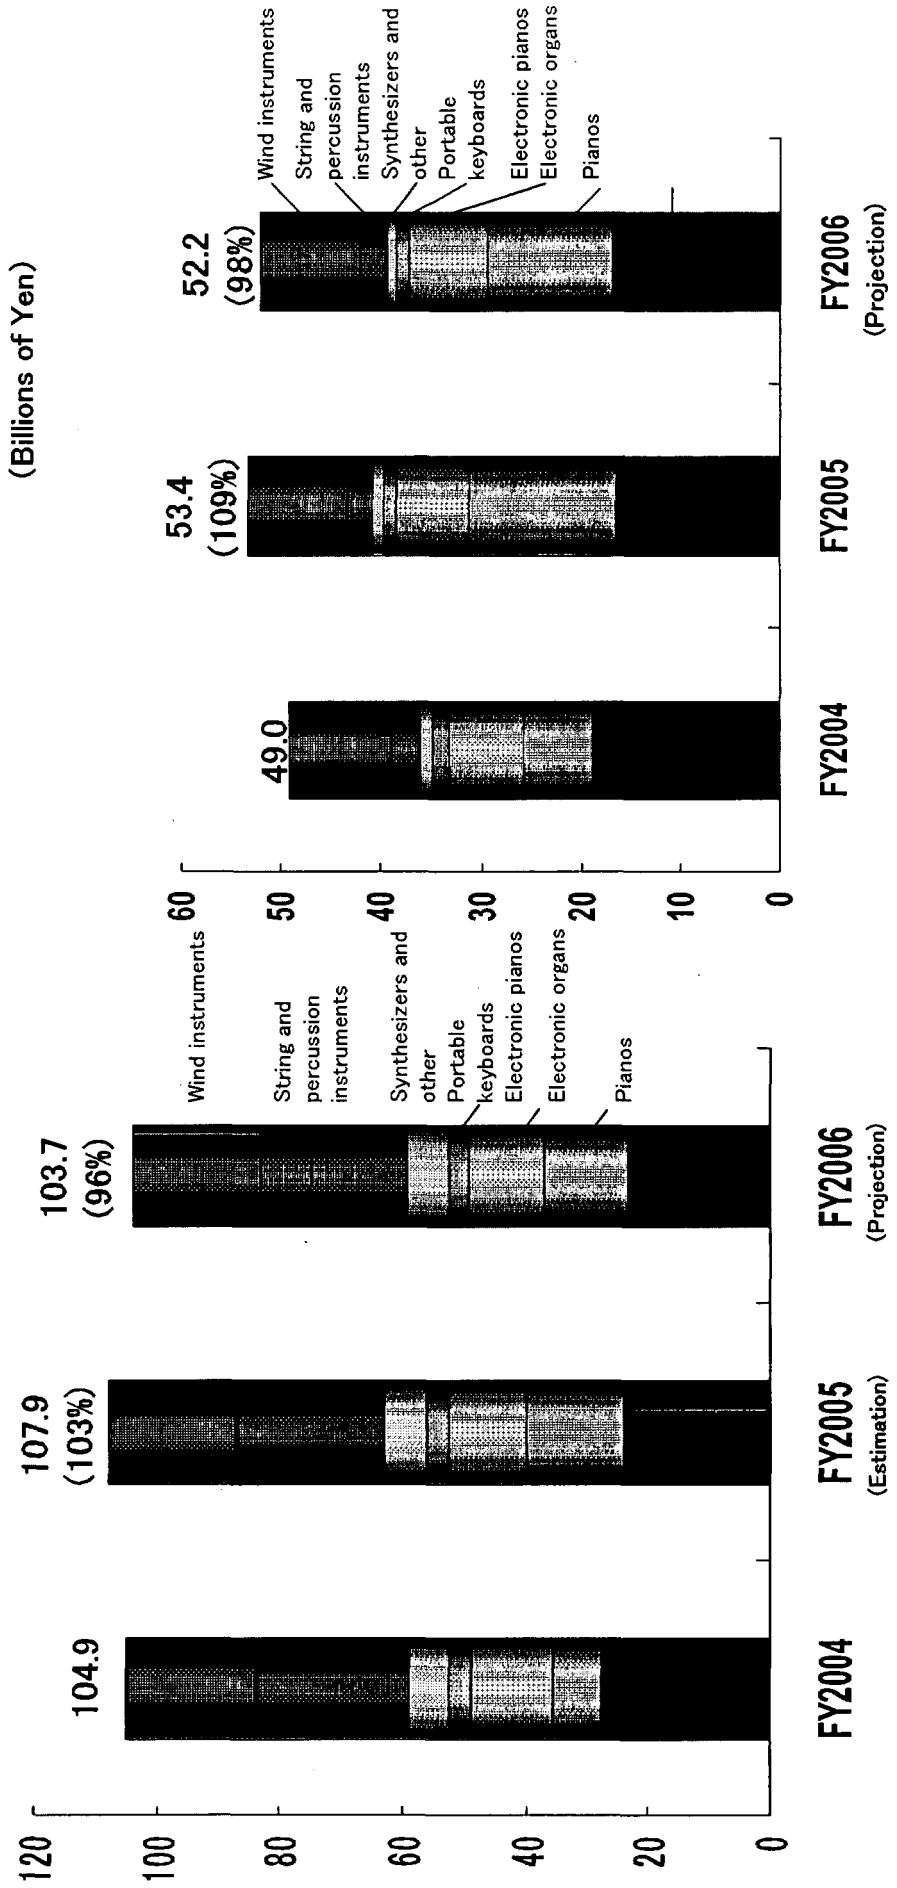 (Billions of Yen)
120
100
80
60
40
20
0
104.9
107.9
(103%)
103.7
(96%)
Wind instruments
String and
percussion
instruments
Synthesizers and
other
Portable
keyboards
Electronic pianos
Electronic organs
Pianos
FY2004
FY2005
(Estimation)
FY2006
(Projection)
60
50
40
30
20
10
0
49.0
53.4
(109%)
52.2
(98%)
Wind instruments
String and
percussion
instruments
Synthesizers and
other
Portable
keyboards
Electronic pianos
Electronic organs
Pianos
FY2004
FY2005
FY2006
(Projection)